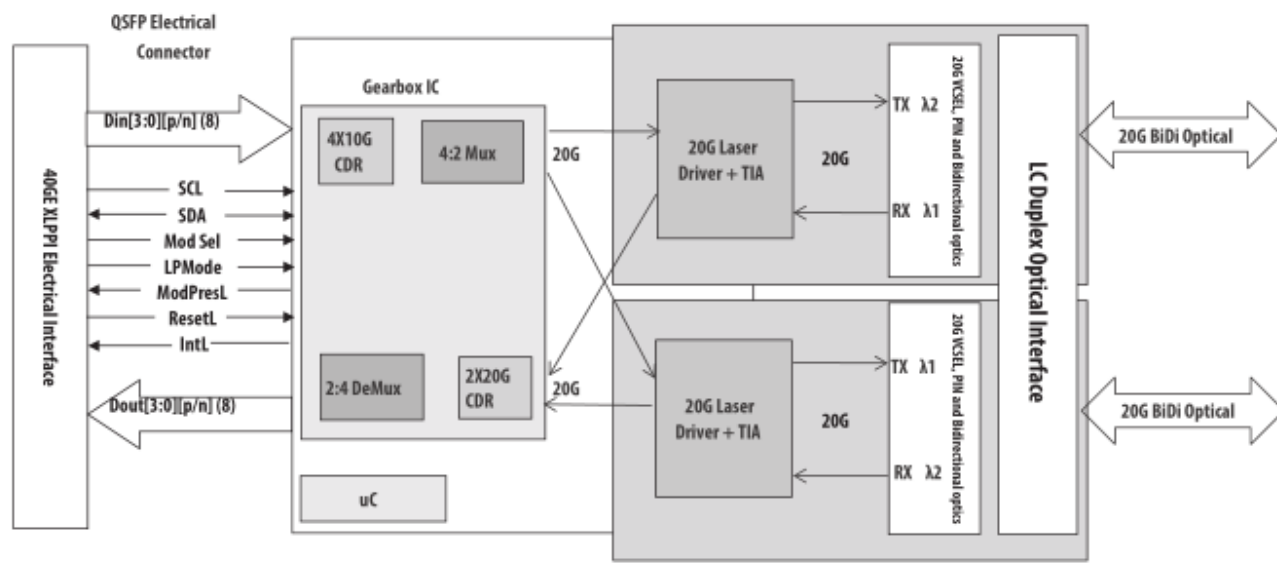 QSFP Electrical
Connector
40GE XLPPI Electrical Interface
Din[3:0][p/n] (8)
SCL
SDA
Mod Sel
LPMode
ModPresL
ResetL
IntL
Dout[3:0][p/n] (8)
Gearbox IC
4X10G
CDR
4:2 Mux
2:4 DeMux
2X20G
CDR
uC
20G
20G
20G Laser
Driver + TIA
20G
TX λ2
RX λ1
20G VCSEL, PIN and Bidirectional optics
20G Laser
Driver + TIA
20G
TX λ1
RX λ2
20G VCSEL, PIN and Bidirectional optics
LC Duplex Optical Interface
20G BiDi Optical
20G BiDi Optical